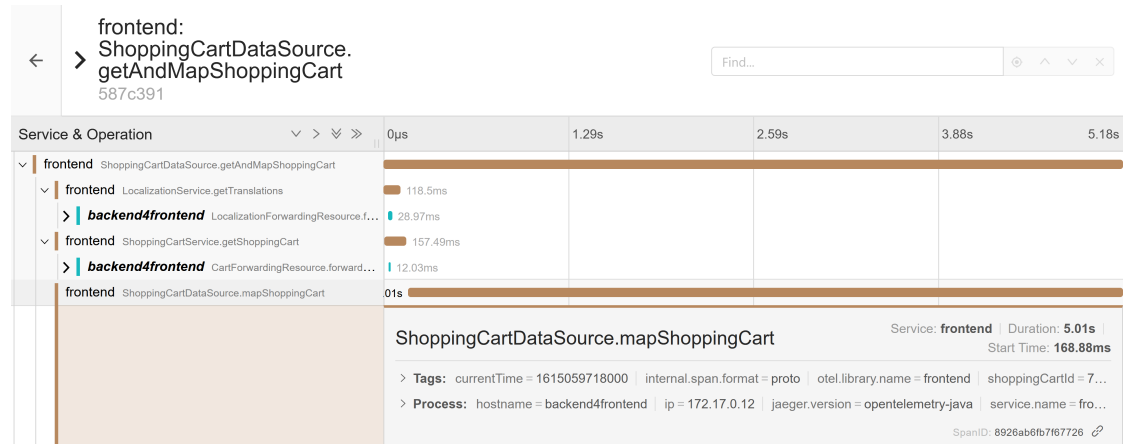 frontend:
ShoppingCartDataSource.
getAndMapShoppingCart
587c391
Find...
Service & Operation
0μs
1.29s
2.59s
3.88s
5.18s
frontend ShoppingCartDataSource.getAndMapShoppingCart
frontend LocalizationService.getTranslations
118.5ms
backend4frontend LocalizationForwardingResource.f...
28.97ms
frontend ShoppingCartService.getShoppingCart
157.49ms
backend4frontend CartForwardingResource.forward...
12.03ms
frontend ShoppingCartDataSource.mapShoppingCart
.01s
ShoppingCartDataSource.mapShoppingCart
Service: frontend | Duration: 5.01s |
Start Time: 168.88ms
Tags: currentTime = 1615059718000 | internal.span.format = proto | otel.library.name = frontend | shoppingCartId = 7...
Process: hostname = backend4frontend | ip = 172.17.0.12 | jaeger.version = opentelemetry-java | service.name = fro...
SpanID: 8926ab6fb7f67726